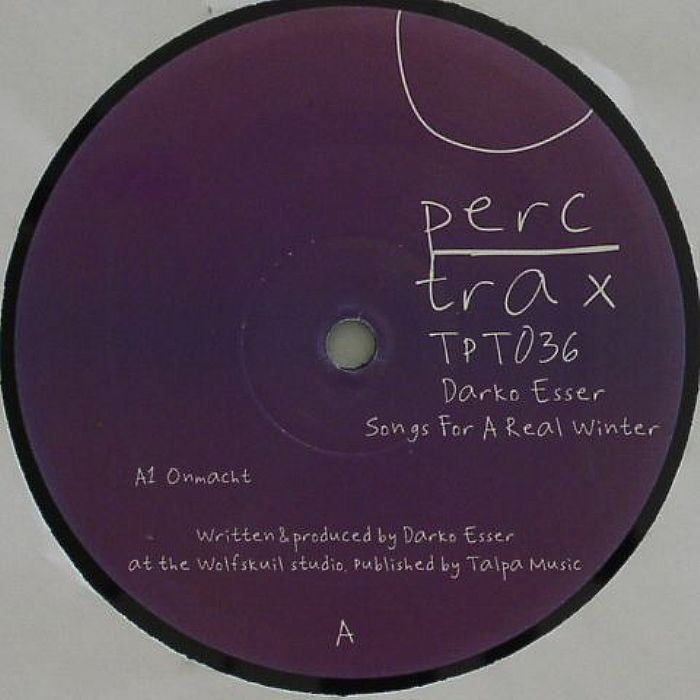 perc
trax
TPT036
Darko Esser
Songs For A Real Winter
A1 Onmacht
Written & produced by Darko Esser
at the Wolfskuil studio. Published by Talpa Music
A